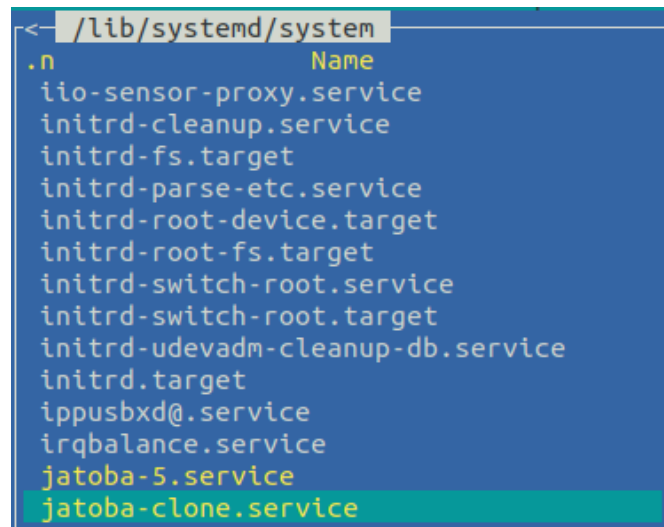 <- /lib/systemd/system
.n Name
iio-sensor-proxy.service
initrd-cleanup.service
initrd-fs.target
initrd-parse-etc.service
initrd-root-device.target
initrd-root-fs.target
initrd-switch-root.service
initrd-switch-root.target
initrd-udevadm-cleanup-db.service
initrd.target
ippusbxd@.service
irqbalance.service
jatoba-5.service
jatoba-clone.service